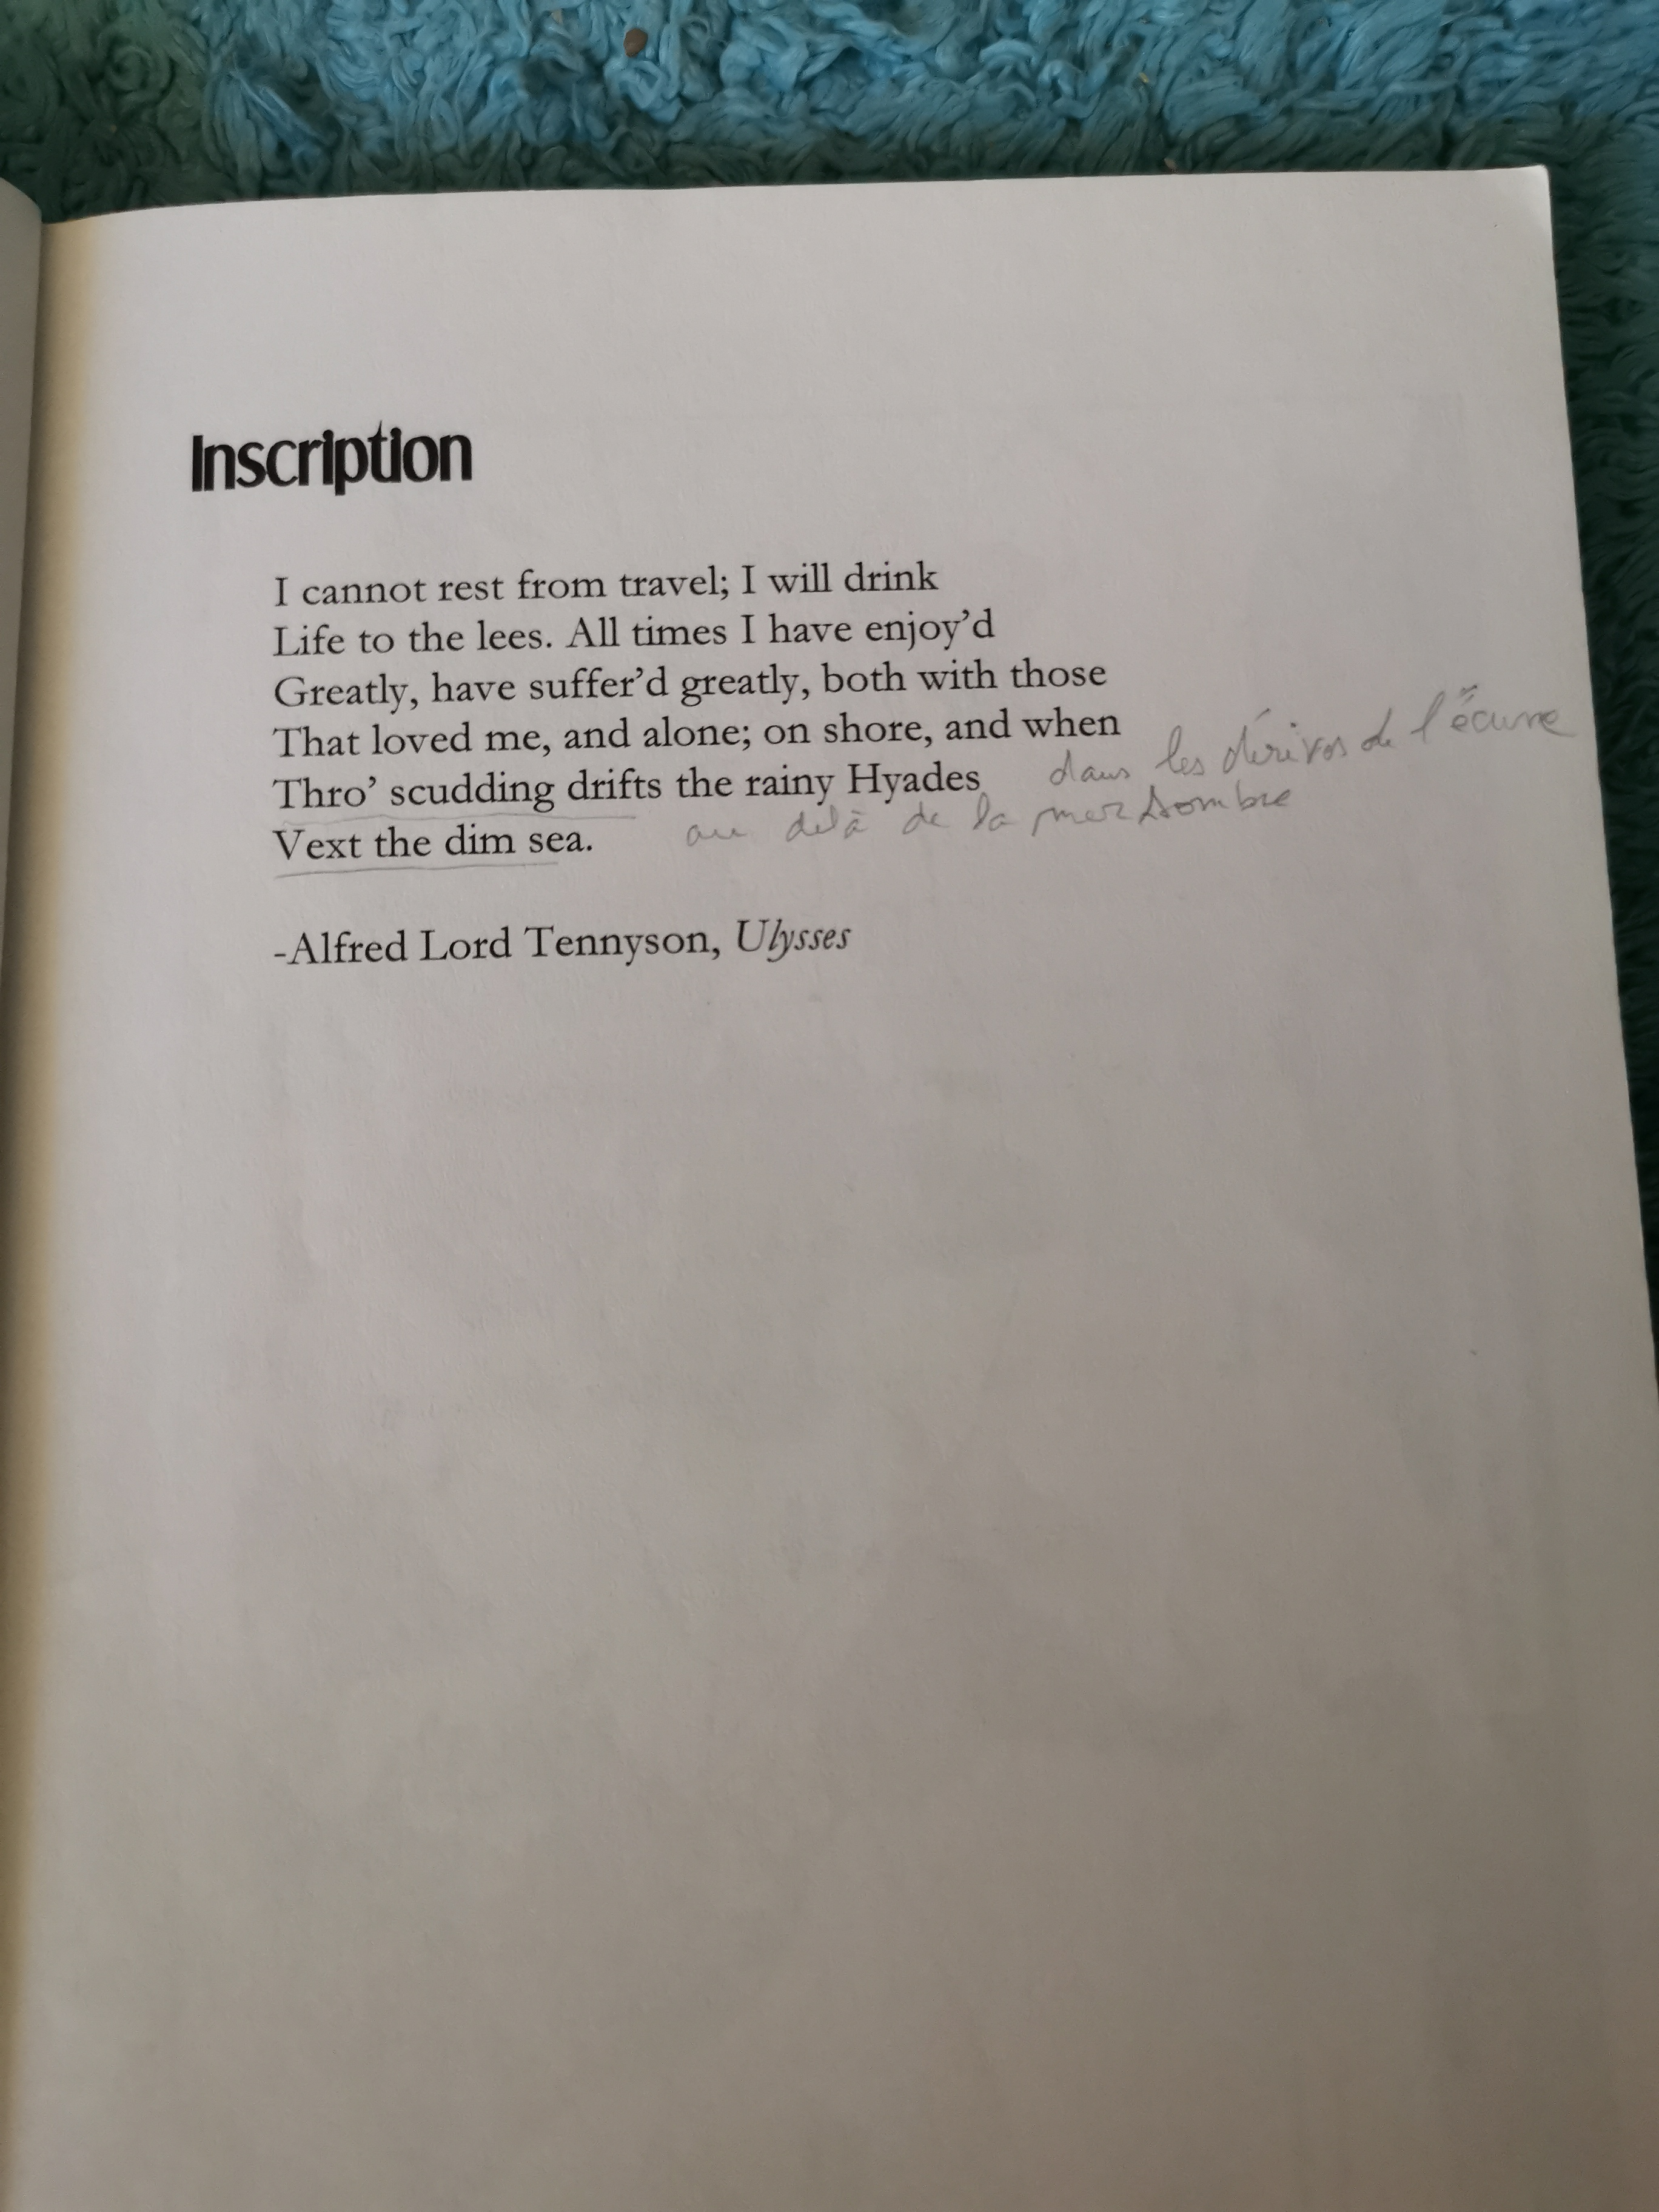 Inscription
I cannot rest from travel; I will drink
Life to the lees. All times I have enjoy'd
Greatly, have suffer'd greatly, both with those
That loved me, and alone; on shore, and when
Thro' scudding drifts the rainy Hyades
dans les dérives de l'écume
Vext the dim sea.
au delà de la mer sombre
-Alfred Lord Tennyson, Ulysses